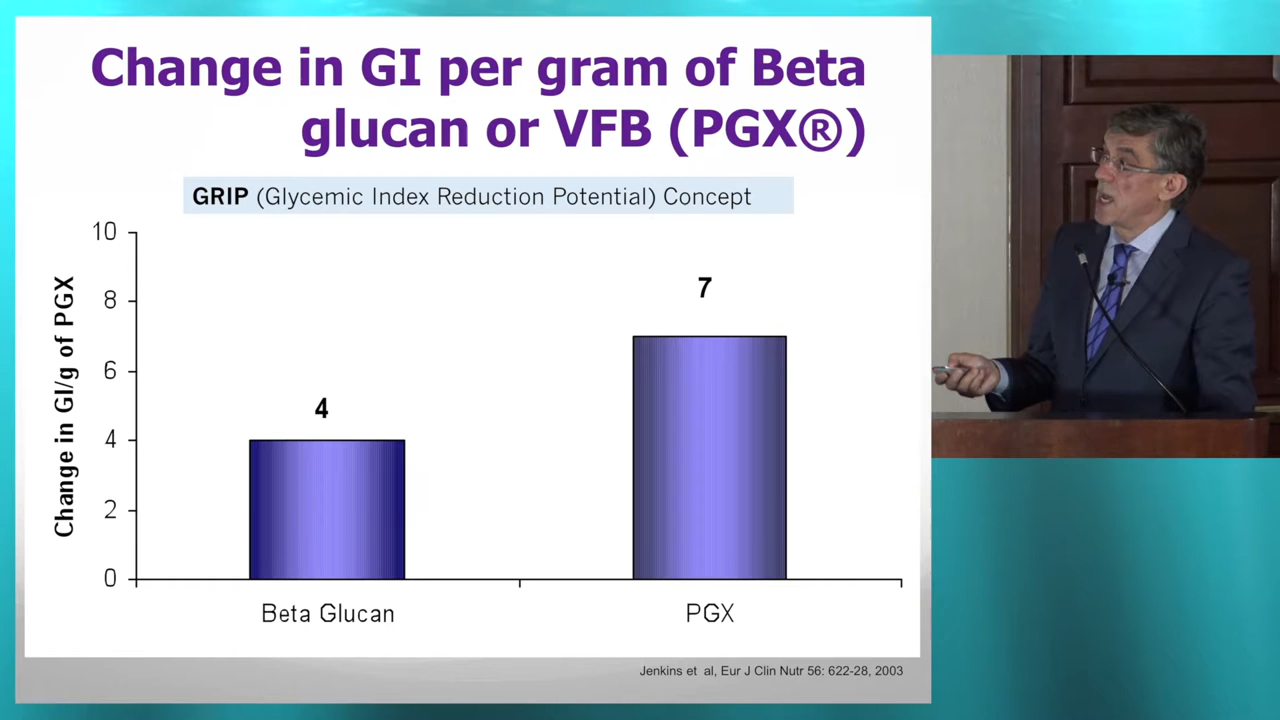 Change in GI per gram of Beta
glucan or VFB (PGX®)
GRIP (Glycemic Index Reduction Potential) Concept
Change in GI/g of PGX
10
8
6
4
2
0
4
7
Beta Glucan
PGX
Jenkins et al, Eur J Clin Nutr 56: 622-28, 2003